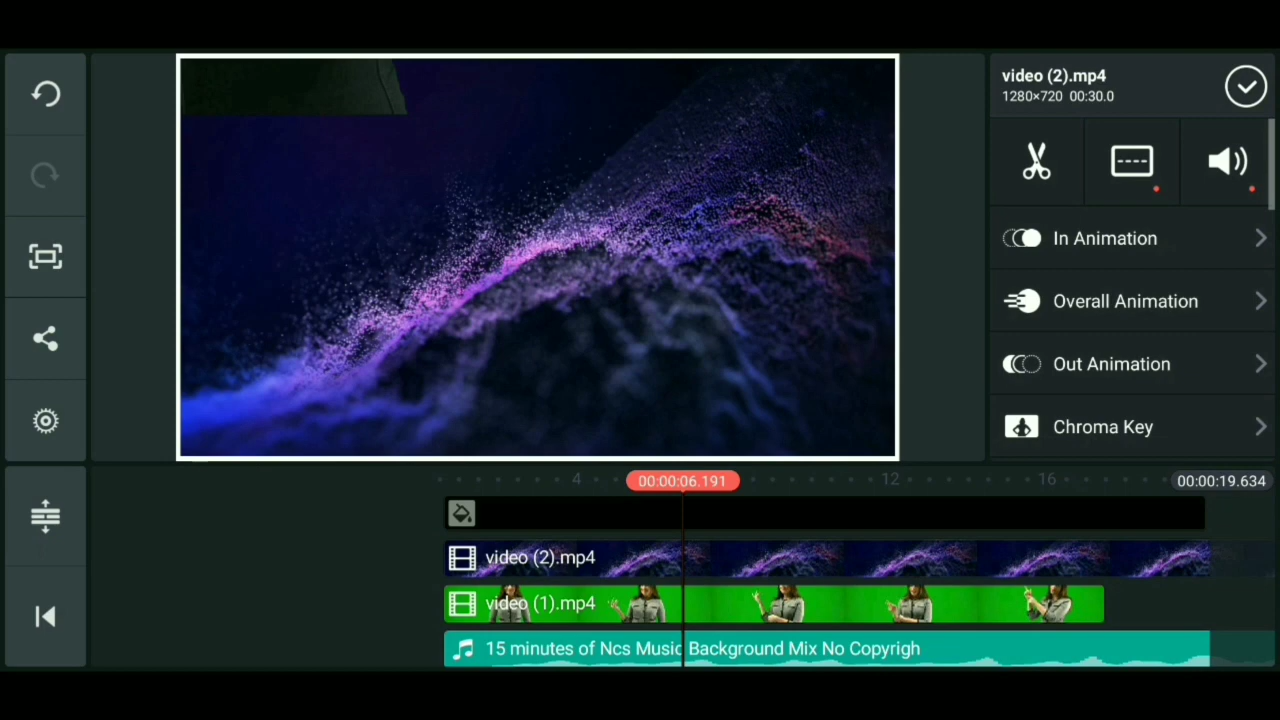 video (2).mp4
1280×720 00:30.0
In Animation
Overall Animation
Out Animation
Chroma Key
4
00:00:06.191
12
16
00:00:19.634
video (2).mp4
video (1).mp4
15 minutes of Ncs Music Background Mix No Copyrigh